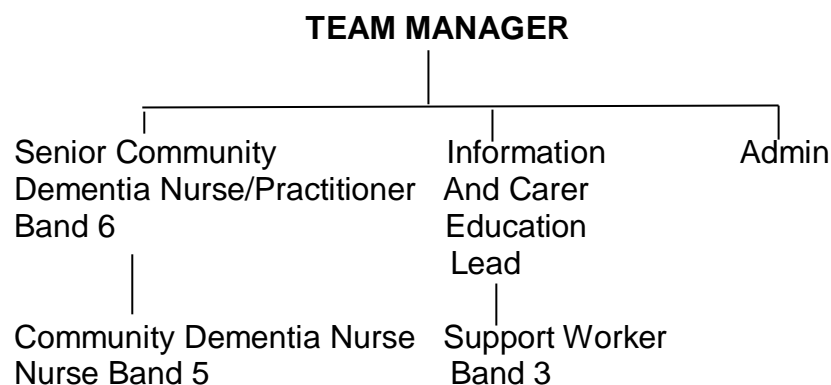 TEAM MANAGER
Senior Community
Dementia Nurse/Practitioner
Band 6
Information
And Carer
Education
Lead
Admin
Community Dementia Nurse
Nurse Band 5
Support Worker
Band 3